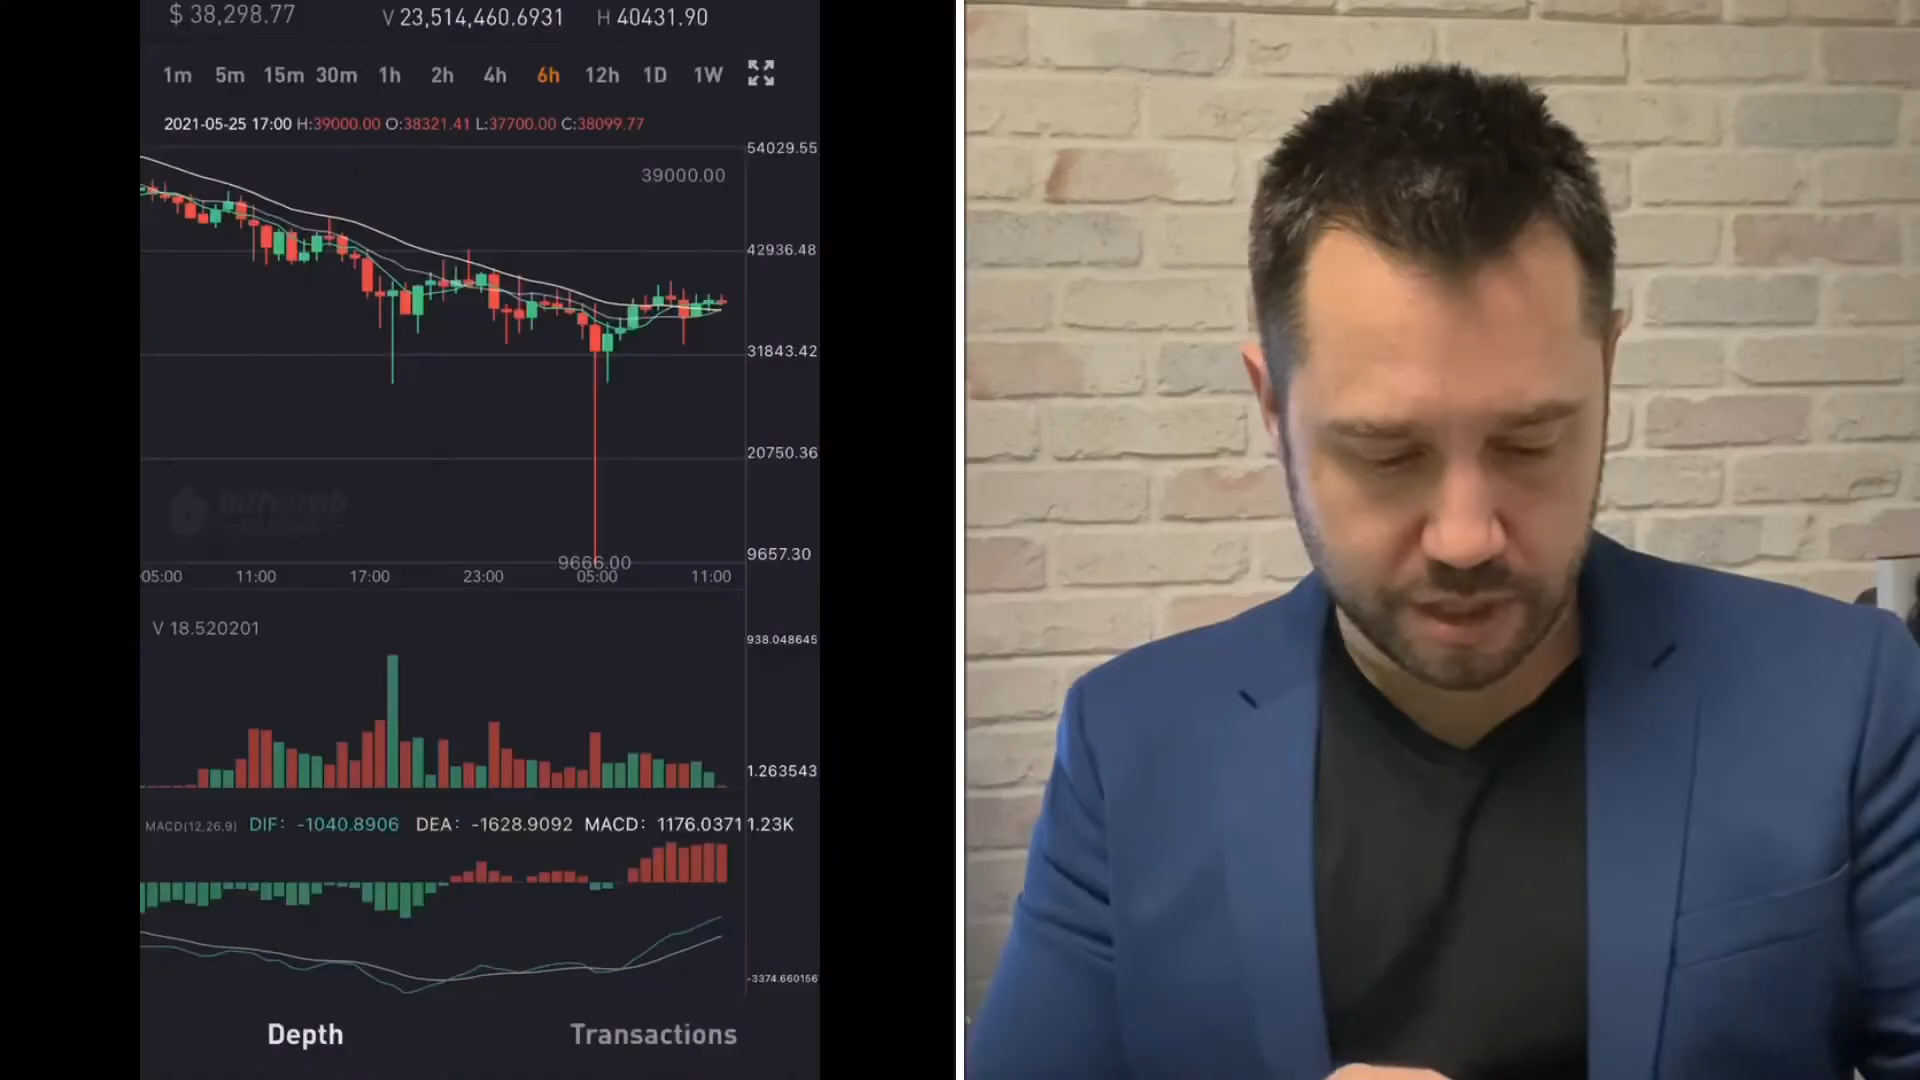 $ 38,298.77 V 23,514,460.6931 H 40431.90
1m 5m 15m 30m 1h 2h 4h 6h 12h 1D 1W
2021-05-25 17:00 H:39000.00 O:38321.41 L:37700.00 C:38099.77
54029.55
39000.00
42936.48
31843.42
20750.36
bithumb
GLOBAL
9657.30
9666.00
05:00 11:00 17:00 23:00 05:00 11:00
V 18.520201
938.048645
1.263543
MACD(12,26,9) DIF: -1040.8906 DEA: -1628.9092 MACD: 1176.0371 1.23K
-3374.660156
Depth Transactions